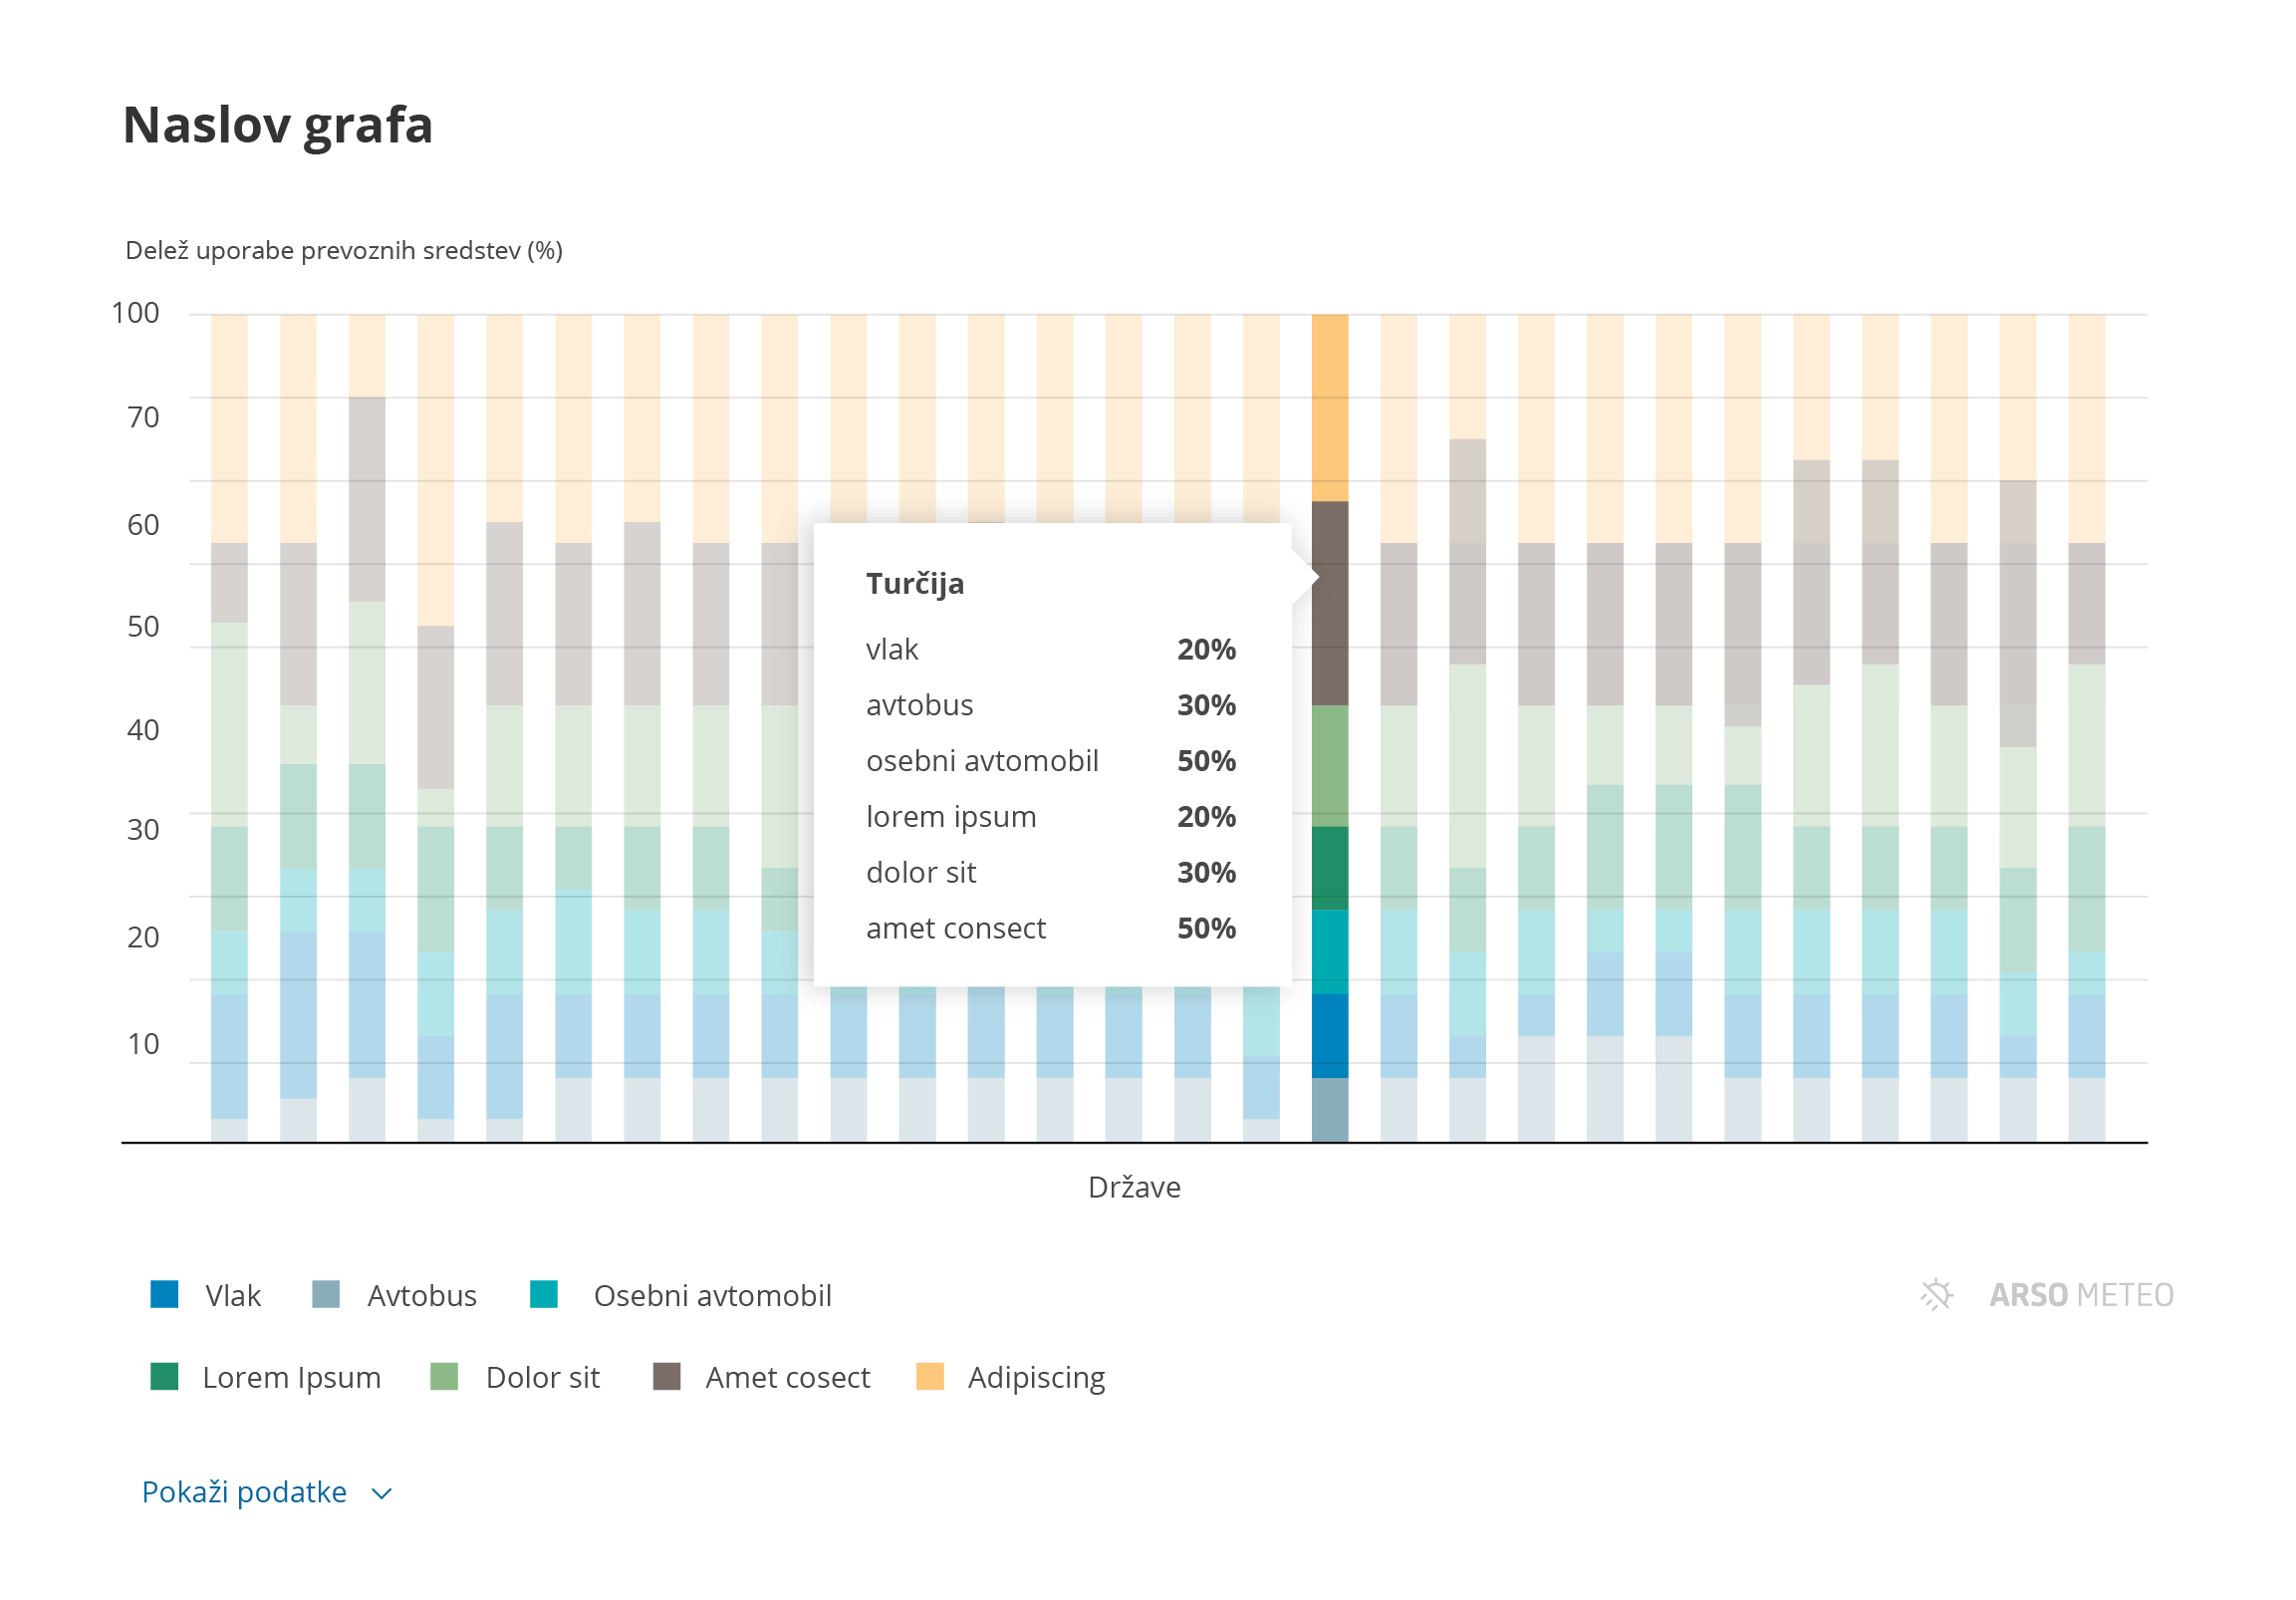 Naslov grafa
Delež uporabe prevoznih sredstev (%)
100
70
60
50
40
30
20
10
Turčija
vlak 20%
avtobus 30%
osebni avtomobil 50%
lorem ipsum 20%
dolor sit 30%
amet consect 50%
Države
Vlak Avtobus Osebni avtomobil
ARSO METEO
Lorem Ipsum Dolor sit Amet cosect Adipiscing
Pokaži podatke